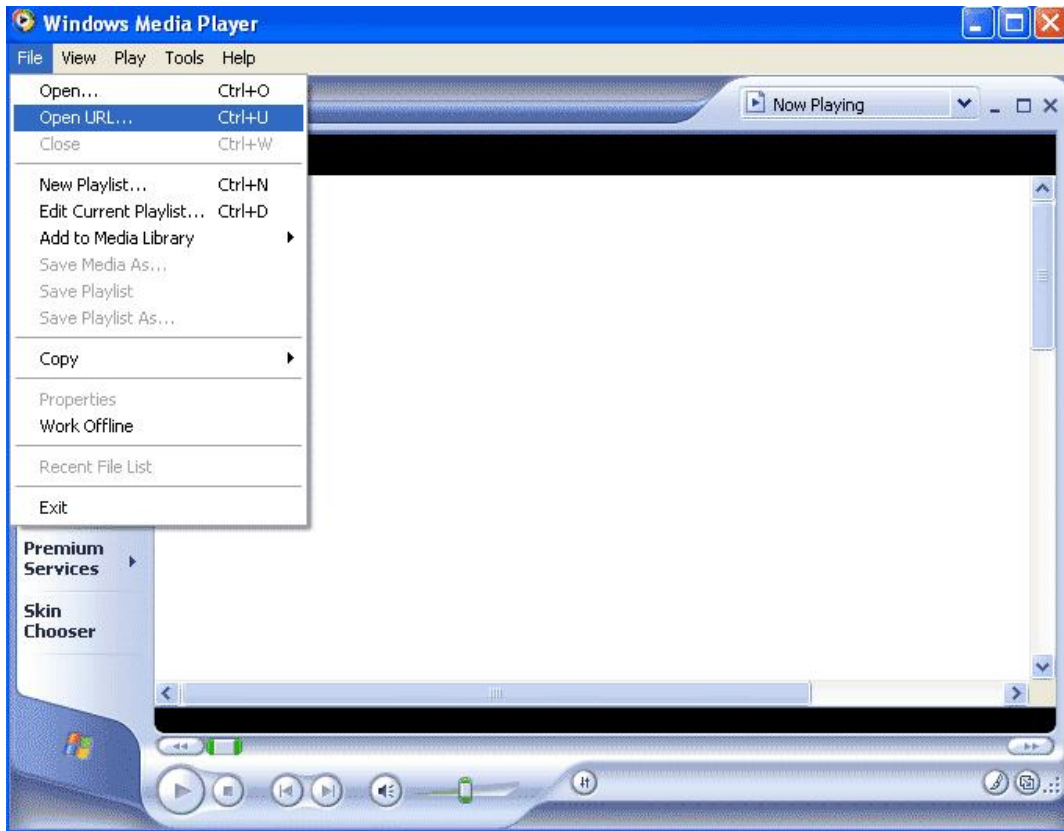 Windows Media Player
File View Play Tools Help
Open... Ctrl+O
Open URL... Ctrl+U
Close Ctrl+W
New Playlist... Ctrl+N
Edit Current Playlist... Ctrl+D
Add to Media Library
Save Media As...
Save Playlist
Save Playlist As...
Copy
Properties
Work Offline
Recent File List
Exit
Now Playing
Premium
Services
Skin
Chooser